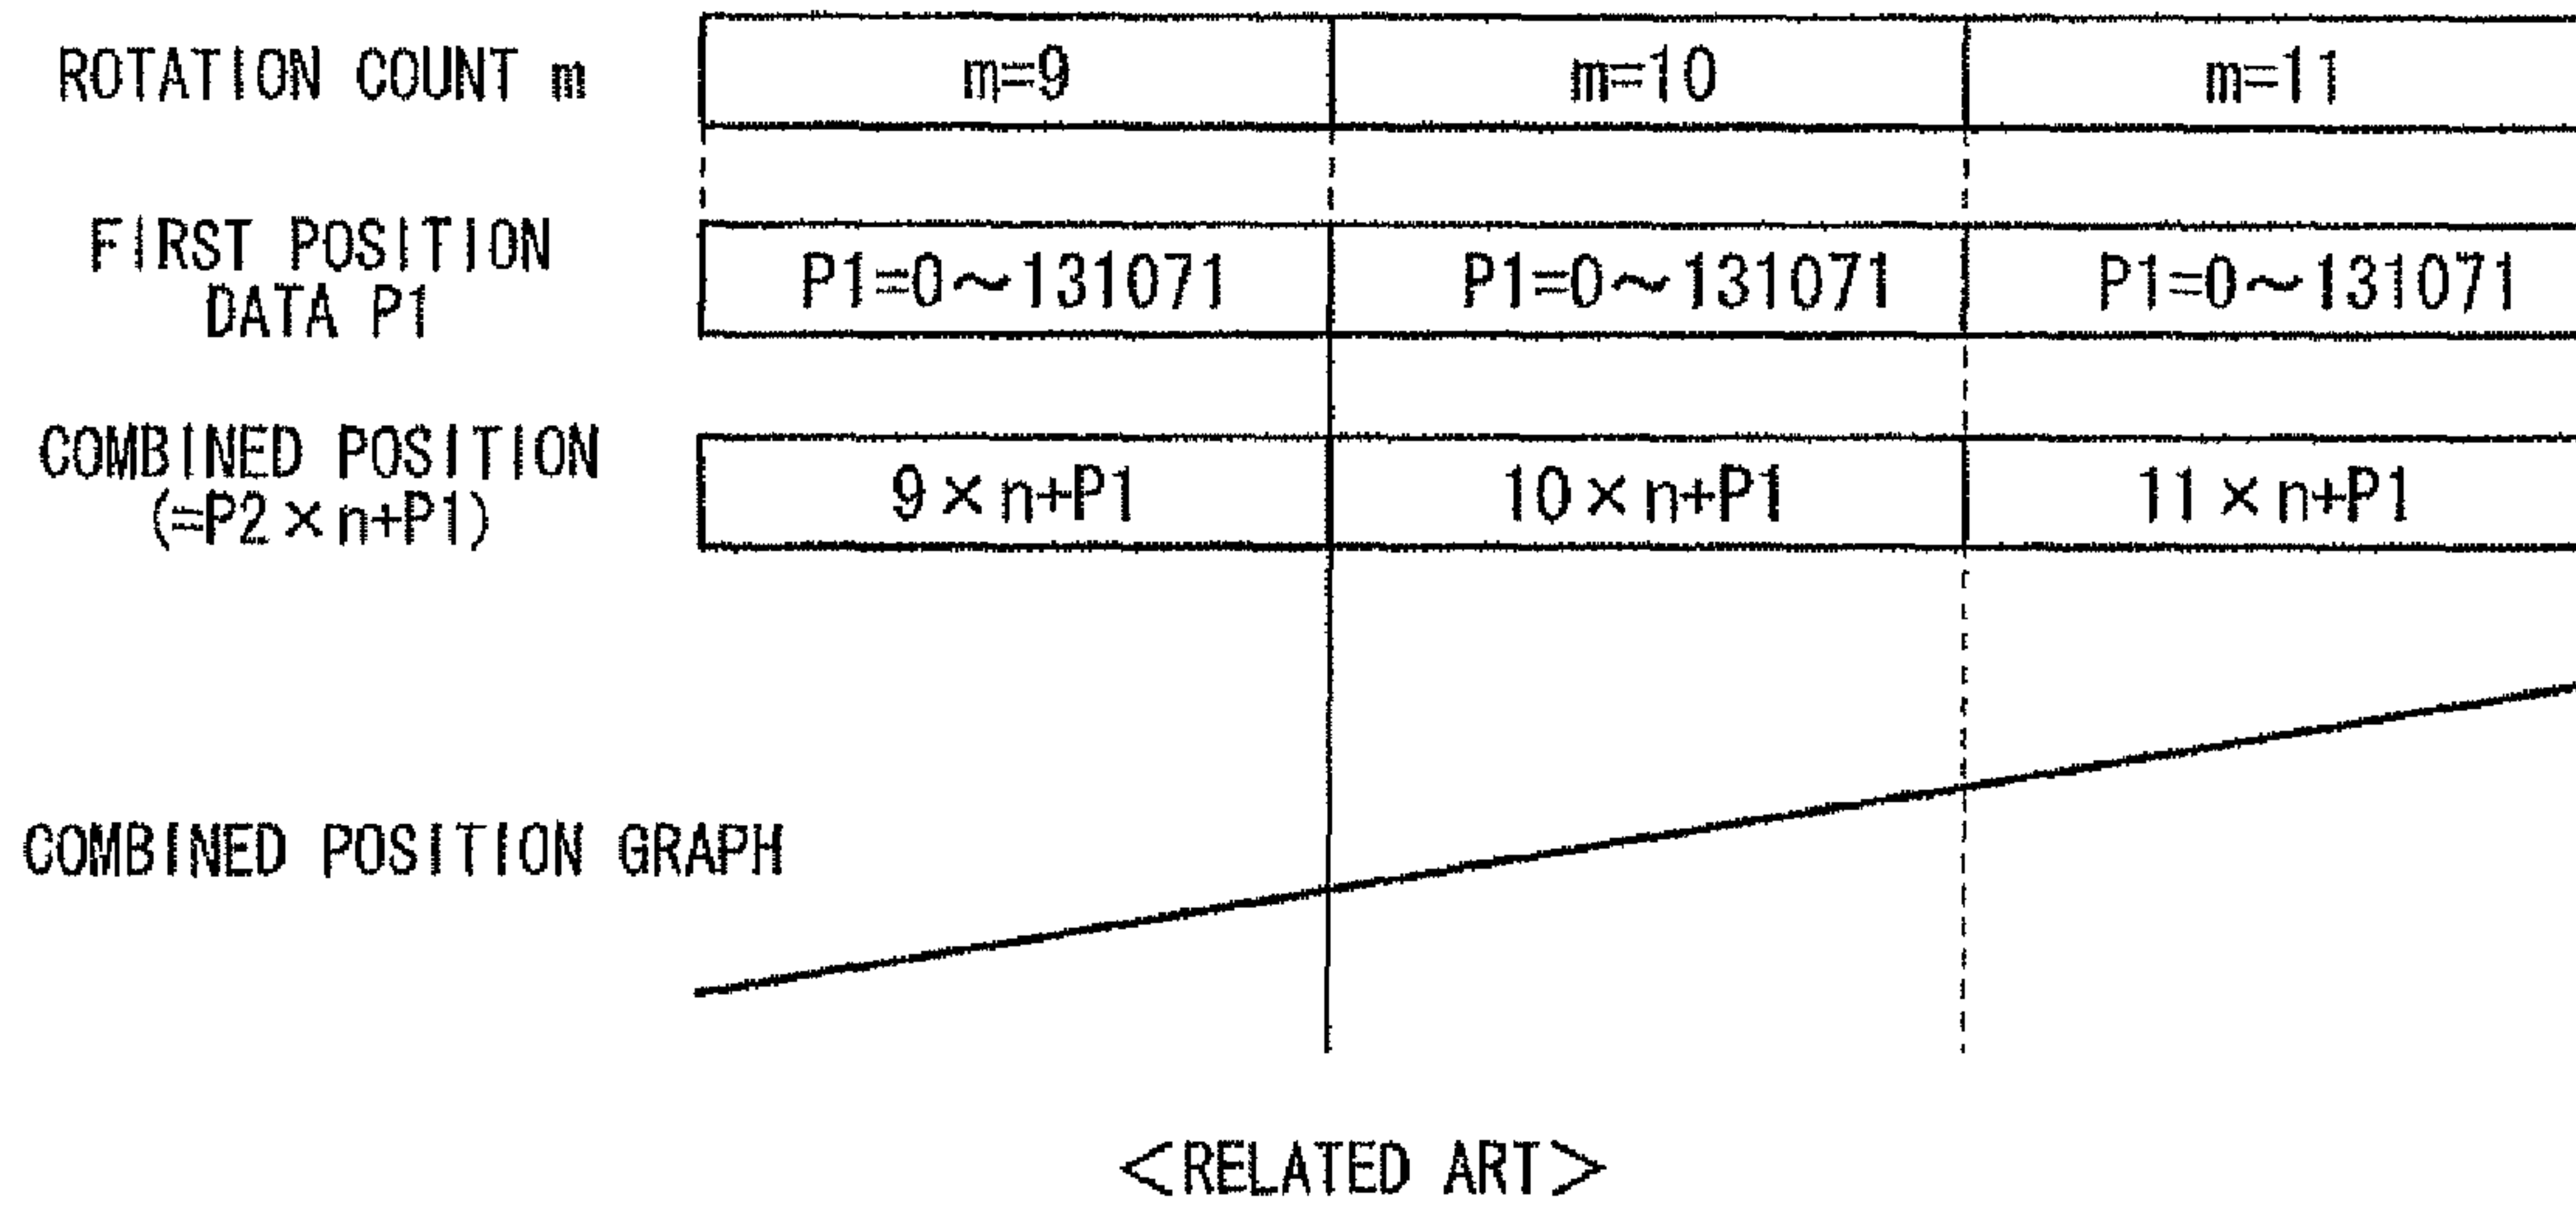 ROTATION COUNT m
m=9
m=10
m=11
FIRST POSITION
DATA P1
P1=0～131071
P1=0～131071
P1=0～131071
COMBINED POSITION
(=P2×n+P1)
9×n+P1
10×n+P1
11×n+P1
COMBINED POSITION GRAPH
<RELATED ART>